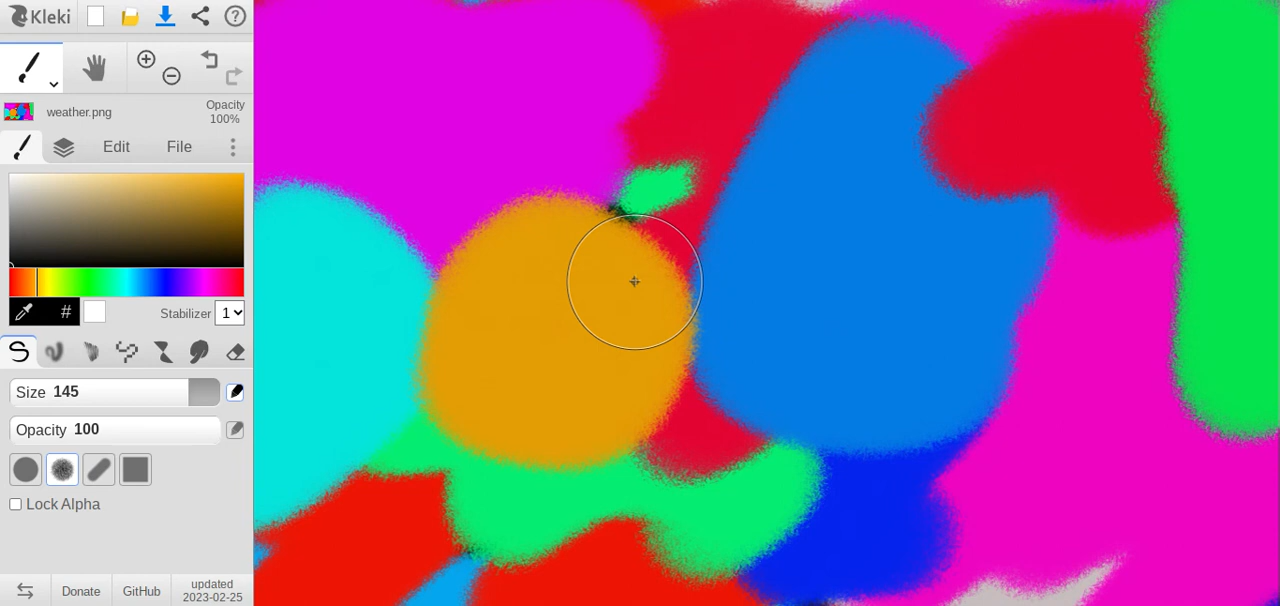 Kleki
?
weather.png
Opacity
100%
Edit
File
#
Stabilizer 1
Size 145
Opacity 100
Lock Alpha
Donate
GitHub
updated
2023-02-25